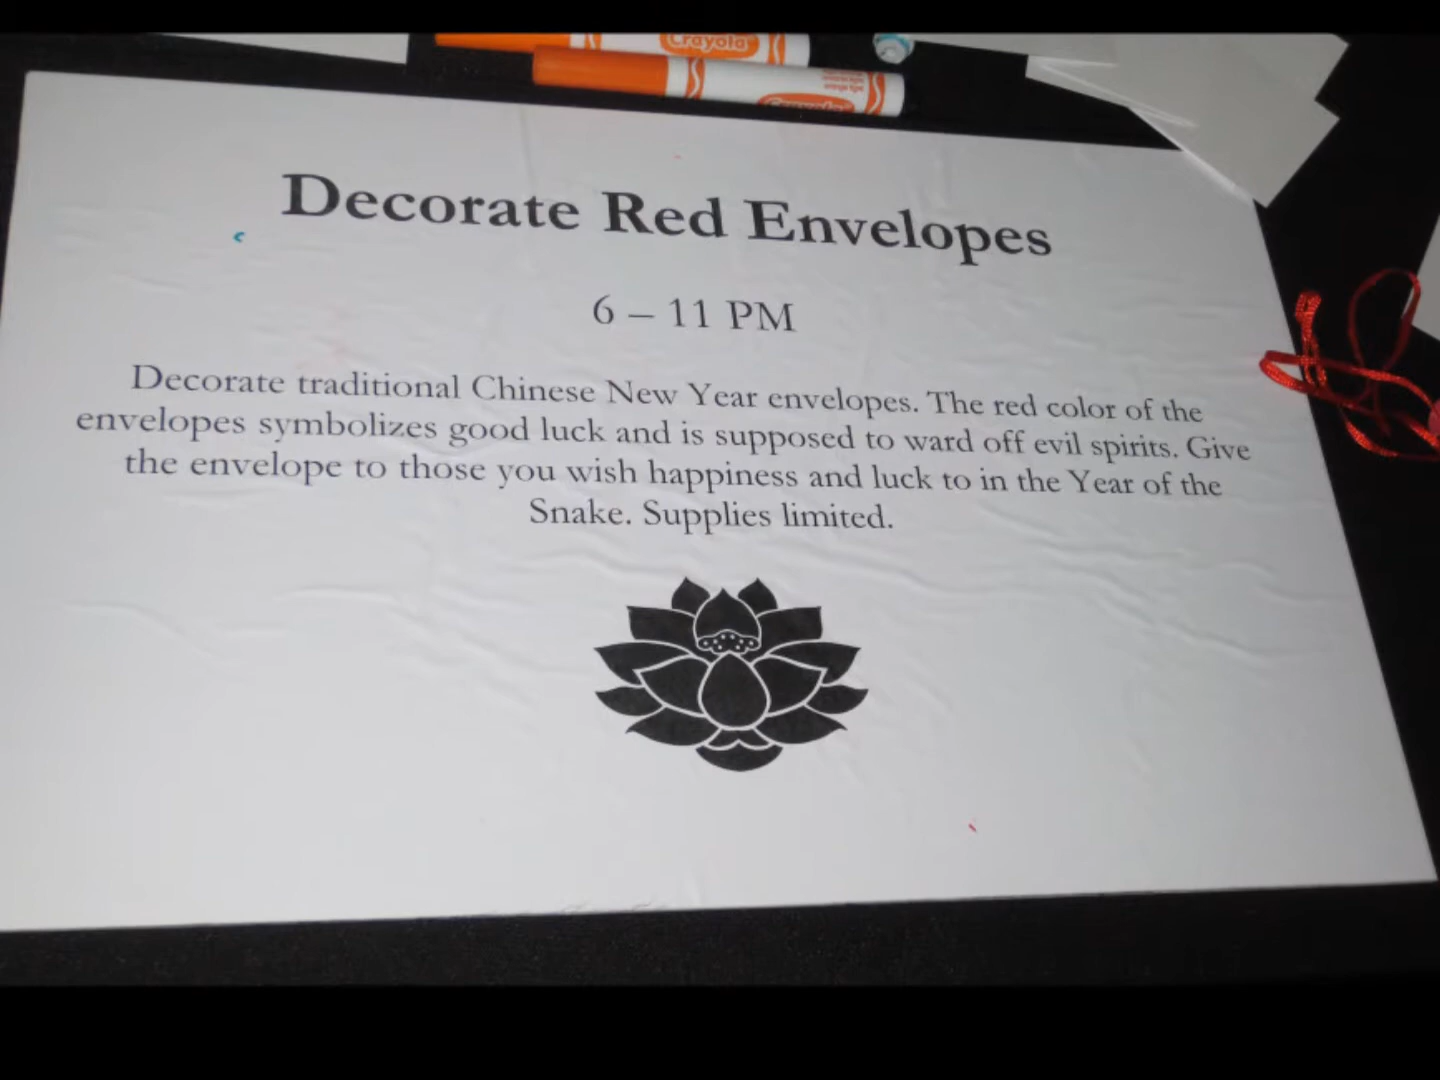 Crayola
Crayola
Decorate Red Envelopes
6 – 11 PM
Decorate traditional Chinese New Year envelopes. The red color of the
envelopes symbolizes good luck and is supposed to ward off evil spirits. Give
the envelope to those you wish happiness and luck to in the Year of the
Snake. Supplies limited.